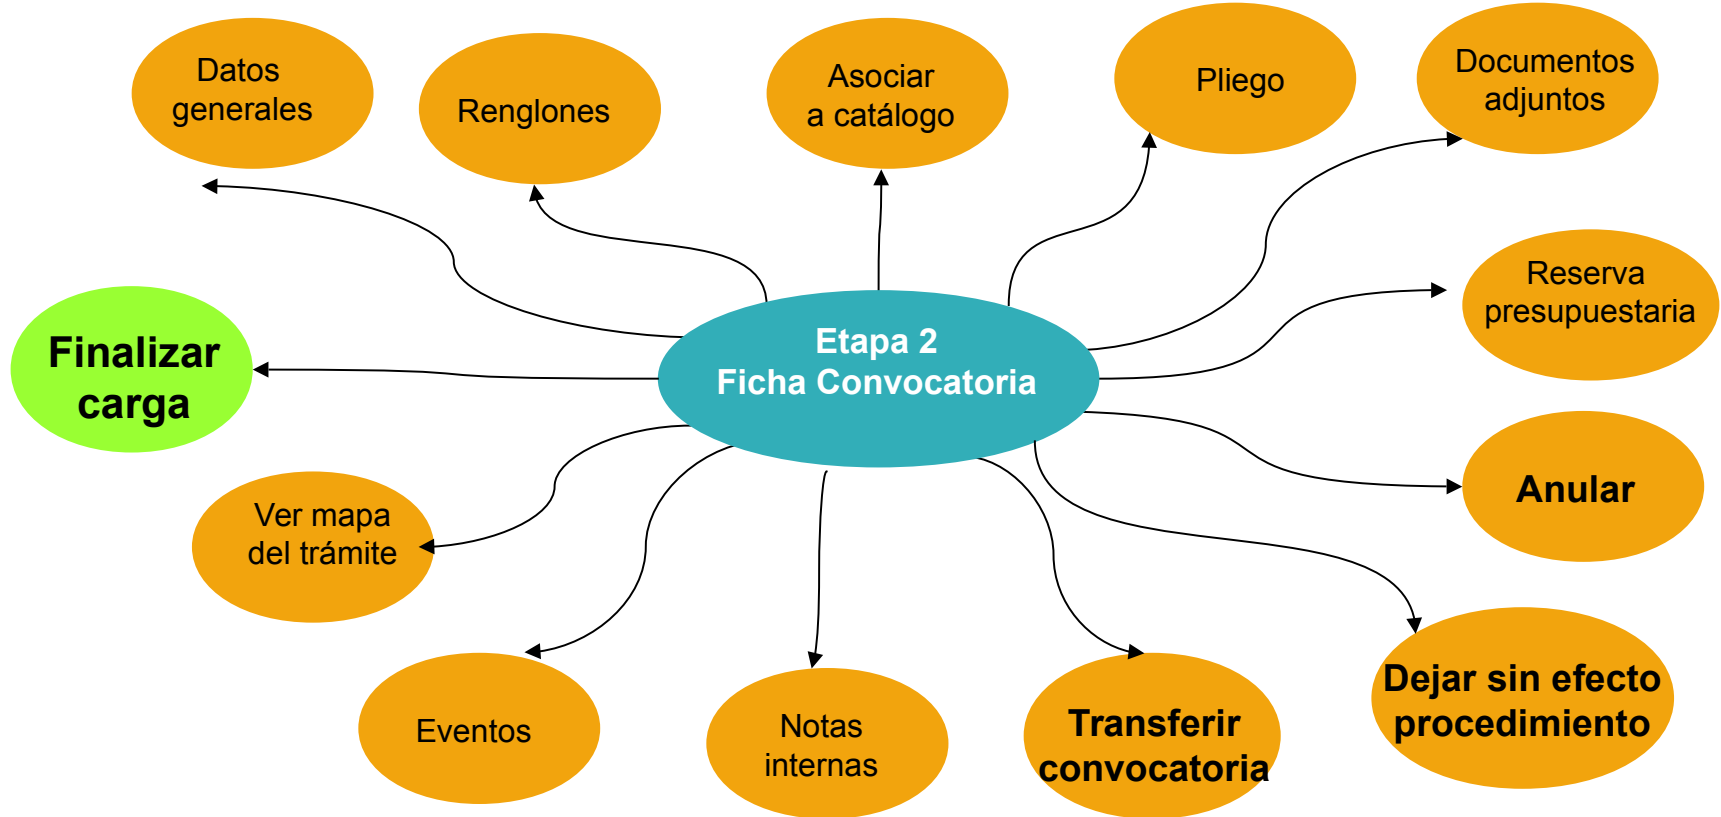 Datos
generales
Renglones
Asociar
a catálogo
Pliego
Documentos
adjuntos
Reserva
presupuestaria
Etapa 2
Ficha Convocatoria
Finalizar
carga
Anular
Ver mapa
del trámite
Dejar sin efecto
procedimiento
Eventos
Notas
internas
Transferir
convocatoria